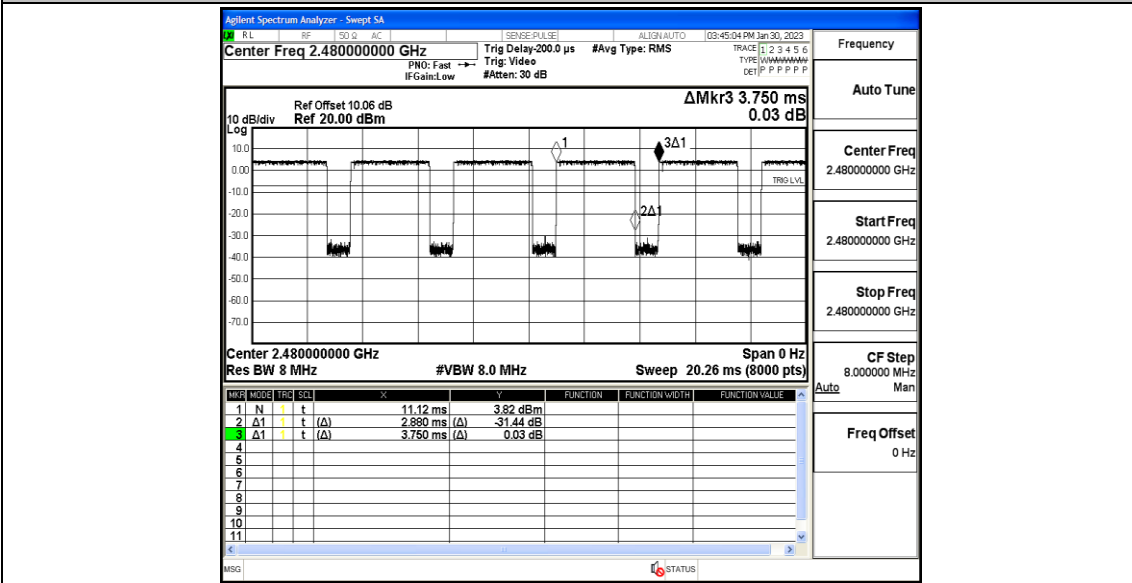 Agilent Spectrum Analyzer - Swept SA
RL RF 50 Ω AC SENSE:PULSE ALIGN AUTO 03:45:04 PM Jan 30, 2023
Center Freq 2.480000000 GHz Trig Delay-200.0 µs #Avg Type: RMS TRACE 1 2 3 4 5 6
PNO: Fast Trig: Video TYPE
IFGain:Low #Atten: 30 dB DET P P P P P P
Frequency
Auto Tune
Center Freq
2.480000000 GHz
Start Freq
2.480000000 GHz
Stop Freq
2.480000000 GHz
CF Step
8.000000 MHz
Auto Man
Freq Offset
0 Hz
ΔMkr3 3.750 ms
0.03 dB
Ref Offset 10.06 dB
10 dB/div Ref 20.00 dBm
Log
10.0
0.00
-10.0
-20.0
-30.0
-40.0
-50.0
-60.0
-70.0
1
3Δ1
TRIG LVL
2Δ1
Center 2.480000000 GHz Span 0 Hz
Res BW 8 MHz #VBW 8.0 MHz Sweep 20.26 ms (8000 pts)
MKR MODE TRC SCL X Y FUNCTION FUNCTION WIDTH FUNCTION VALUE
1 N 1 t 11.12 ms 3.82 dBm
2 Δ1 1 t (Δ) 2.880 ms (Δ) -31.44 dB
3 Δ1 1 t (Δ) 3.750 ms (Δ) 0.03 dB
4
5
6
7
8
9
10
11
MSG STATUS